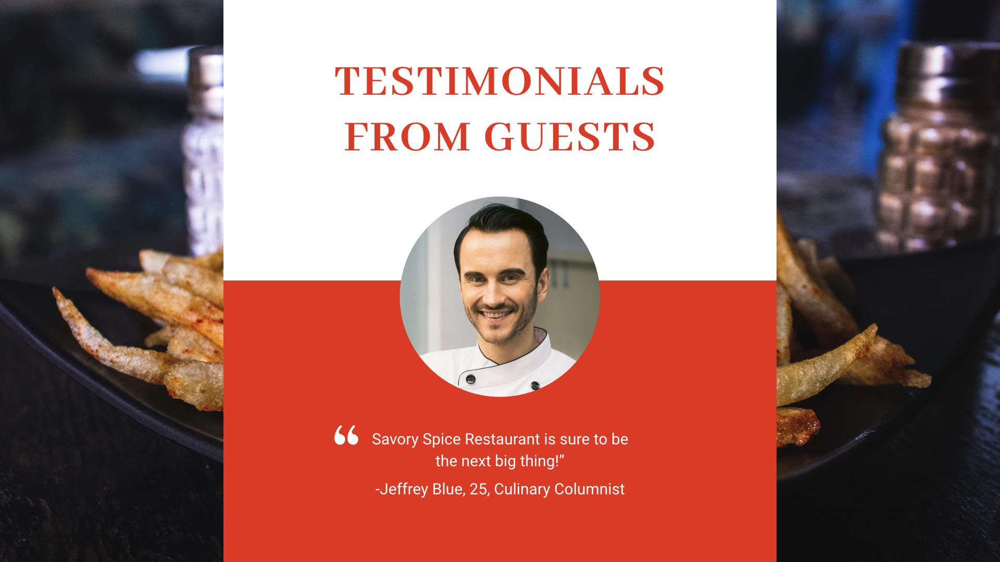 TESTIMONIALS
FROM GUESTS
“ Savory Spice Restaurant is sure to be
the next big thing!”
-Jeffrey Blue, 25, Culinary Columnist